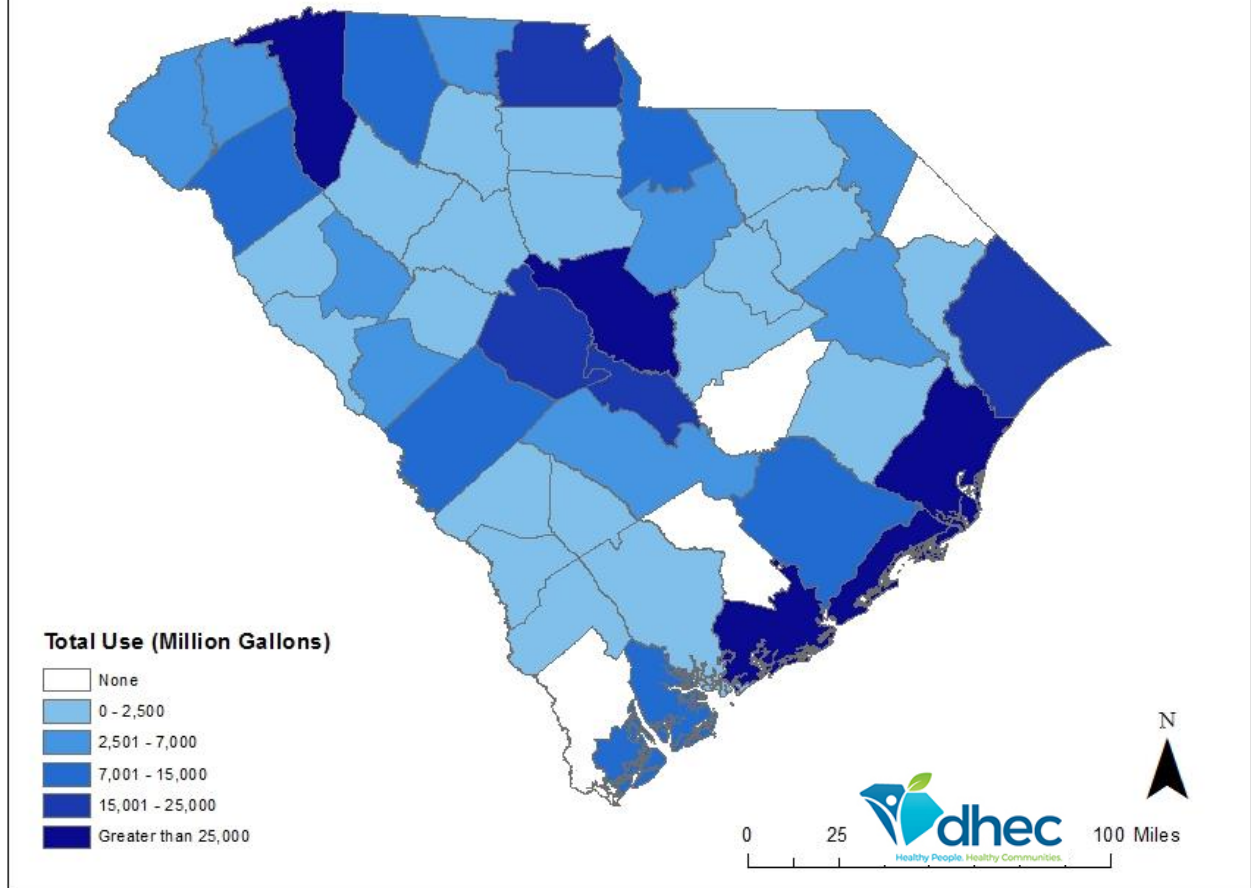 Total Use (Million Gallons)
None
0 - 2,500
2,501 - 7,000
7,001 - 15,000
15,001 - 25,000
Greater than 25,000
N
dhec
Healthy People. Healthy Communities.
0 25 100 Miles